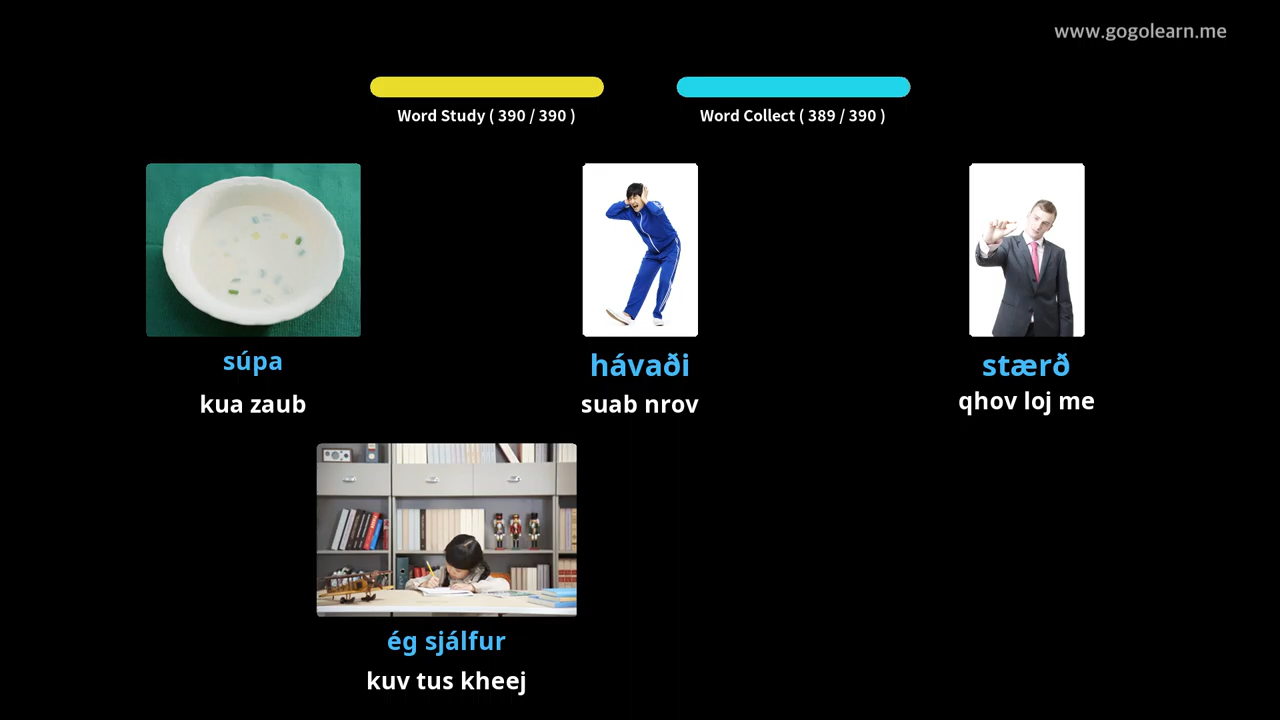 www.gogolearn.me
Word Study ( 390 / 390 )
Word Collect ( 389 / 390 )
súpa
kua zaub
hávaði
suab nrov
stærð
qhov loj me
ég sjálfur
kuv tus kheej